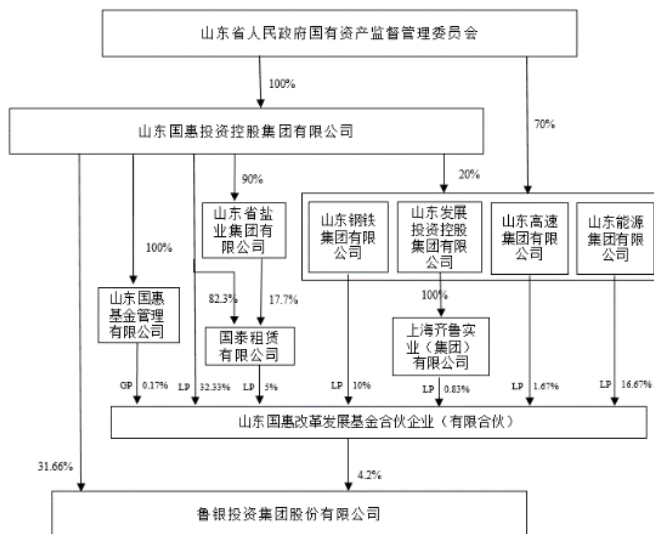 山东省人民政府国有资产监督管理委员会
100%
70%
山东国惠投资控股集团有限公司
90%
20%
山东省盐
业集团有
限公司
山东钢铁
集团有限
公司
山东发展
投资控股
集团有限
公司
山东高速
集团有限
公司
山东能源
集团有限
公司
100%
82.3%
17.7%
100%
山东国惠
基金管理
有限公司
国泰租赁
有限公司
上海齐鲁实
业（集团）
有限公司
GP 0.17%
LP 32.33%
LP 5%
LP 10%
LP 0.83%
LP 1.67%
LP 16.67%
山东国惠改革发展基金合伙企业（有限合伙）
31.66%
4.2%
鲁银投资集团股份有限公司